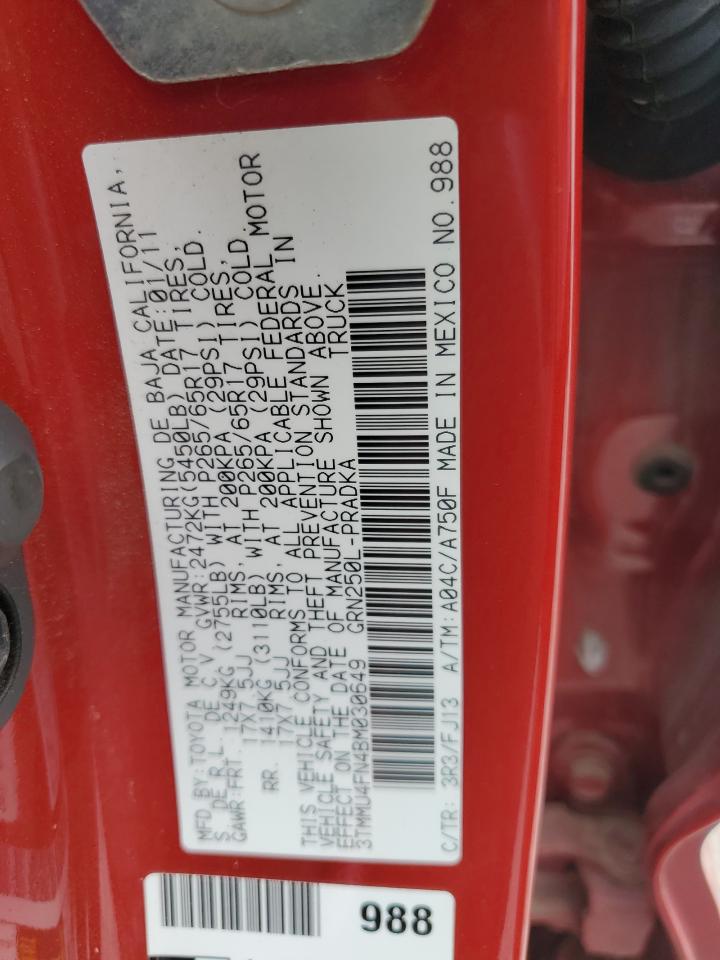 MFD. BY:TOYOTA MOTOR MANUFACTURING DE BAJA CALIFORNIA,
S DE R.L. DE C V GVWR:2472KG(5450LB) DATE:01/11
GAWR:FRT. 1249KG (2755LB) WITH P265/65R17 TIRES,
17X7.5JJ RIMS, AT 200KPA (29PSI) COLD.
RR. 1410KG (3110LB) WITH P265/65R17 TIRES,
17X7.5JJ RIMS, AT 200KPA (29PSI) COLD.
THIS VEHICLE CONFORMS TO ALL APPLICABLE FEDERAL MOTOR
VEHICLE SAFETY AND THEFT PREVENTION STANDARDS IN
EFFECT ON THE DATE OF MANUFACTURE SHOWN ABOVE.
3TMMU4FN4BM030649 GRN250L-PRADKA TRUCK
C/TR: 3R3/FJ13 A/TM:A04C/A750F MADE IN MEXICO NO.988
988